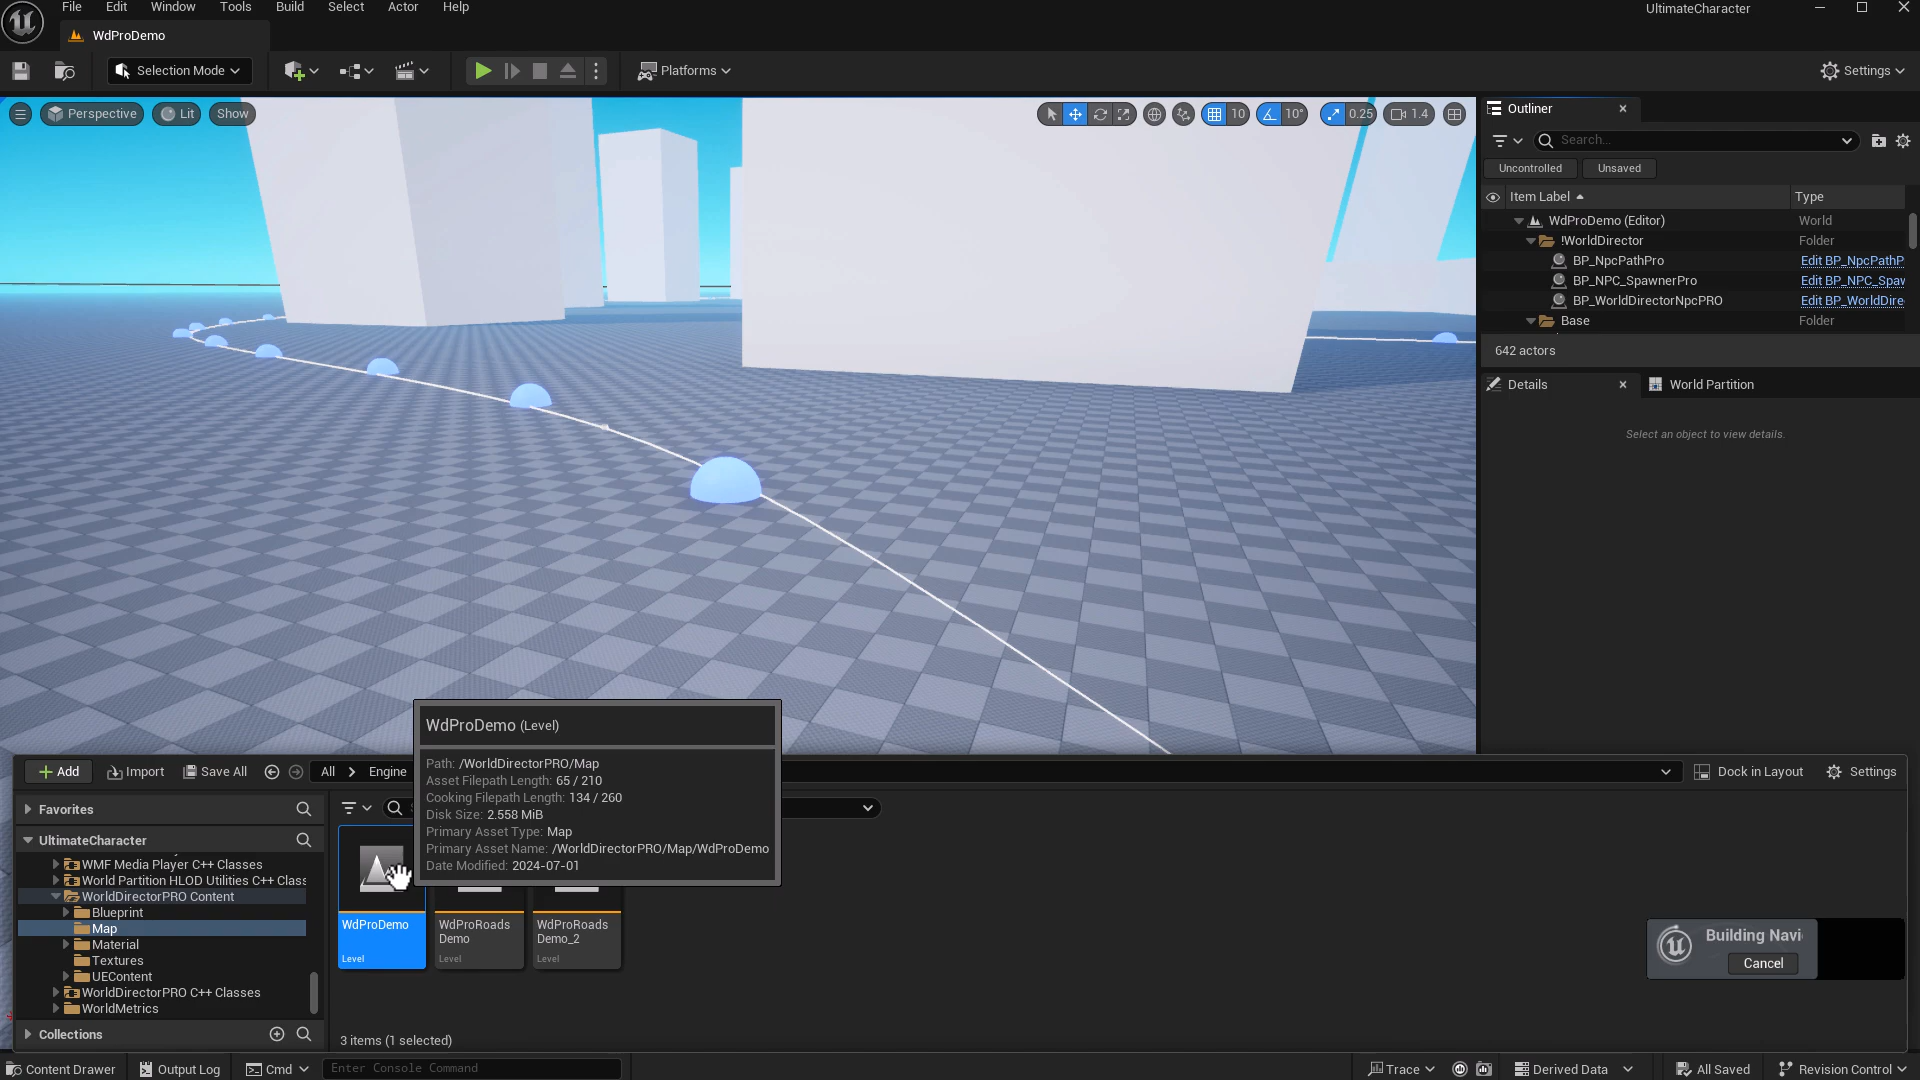 File Edit Window Tools Build Select Actor Help
UltimateCharacter
WdProDemo
Selection Mode
Platforms
Settings
Perspective
Lit
Show
10
10°
0.25
1.4
Outliner
Search...
Uncontrolled
Unsaved
Item Label
Type
WdProDemo (Editor)
World
!WorldDirector
Folder
BP_NpcPathPro
Edit BP_NpcPathP
BP_NPC_SpawnerPro
Edit BP_NPC_Spav
BP_WorldDirectorNpcPRO
Edit BP_WorldDire
Base
Folder
642 actors
Details
World Partition
Select an object to view details.
WdProDemo (Level)
Path: /WorldDirectorPRO/Map
Asset Filepath Length: 65 / 210
Cooking Filepath Length: 134 / 260
Disk Size: 2.558 MiB
Primary Asset Type: Map
Primary Asset Name: /WorldDirectorPRO/Map/WdProDemo
Date Modified: 2024-07-01
Add
Import
Save All
All
Engine
Dock in Layout
Settings
Favorites
UltimateCharacter
WMF Media Player C++ Classes
World Partition HLOD Utilities C++ Class
WorldDirectorPRO Content
Blueprint
Map
Material
Textures
UEContent
WorldDirectorPRO C++ Classes
WorldMetrics
Collections
WdProDemo
Level
WdProRoads
Demo
Level
WdProRoads
Demo_2
Level
3 items (1 selected)
Building Navi
Cancel
Content Drawer
Output Log
Cmd
Enter Console Command
Trace
Derived Data
All Saved
Revision Control